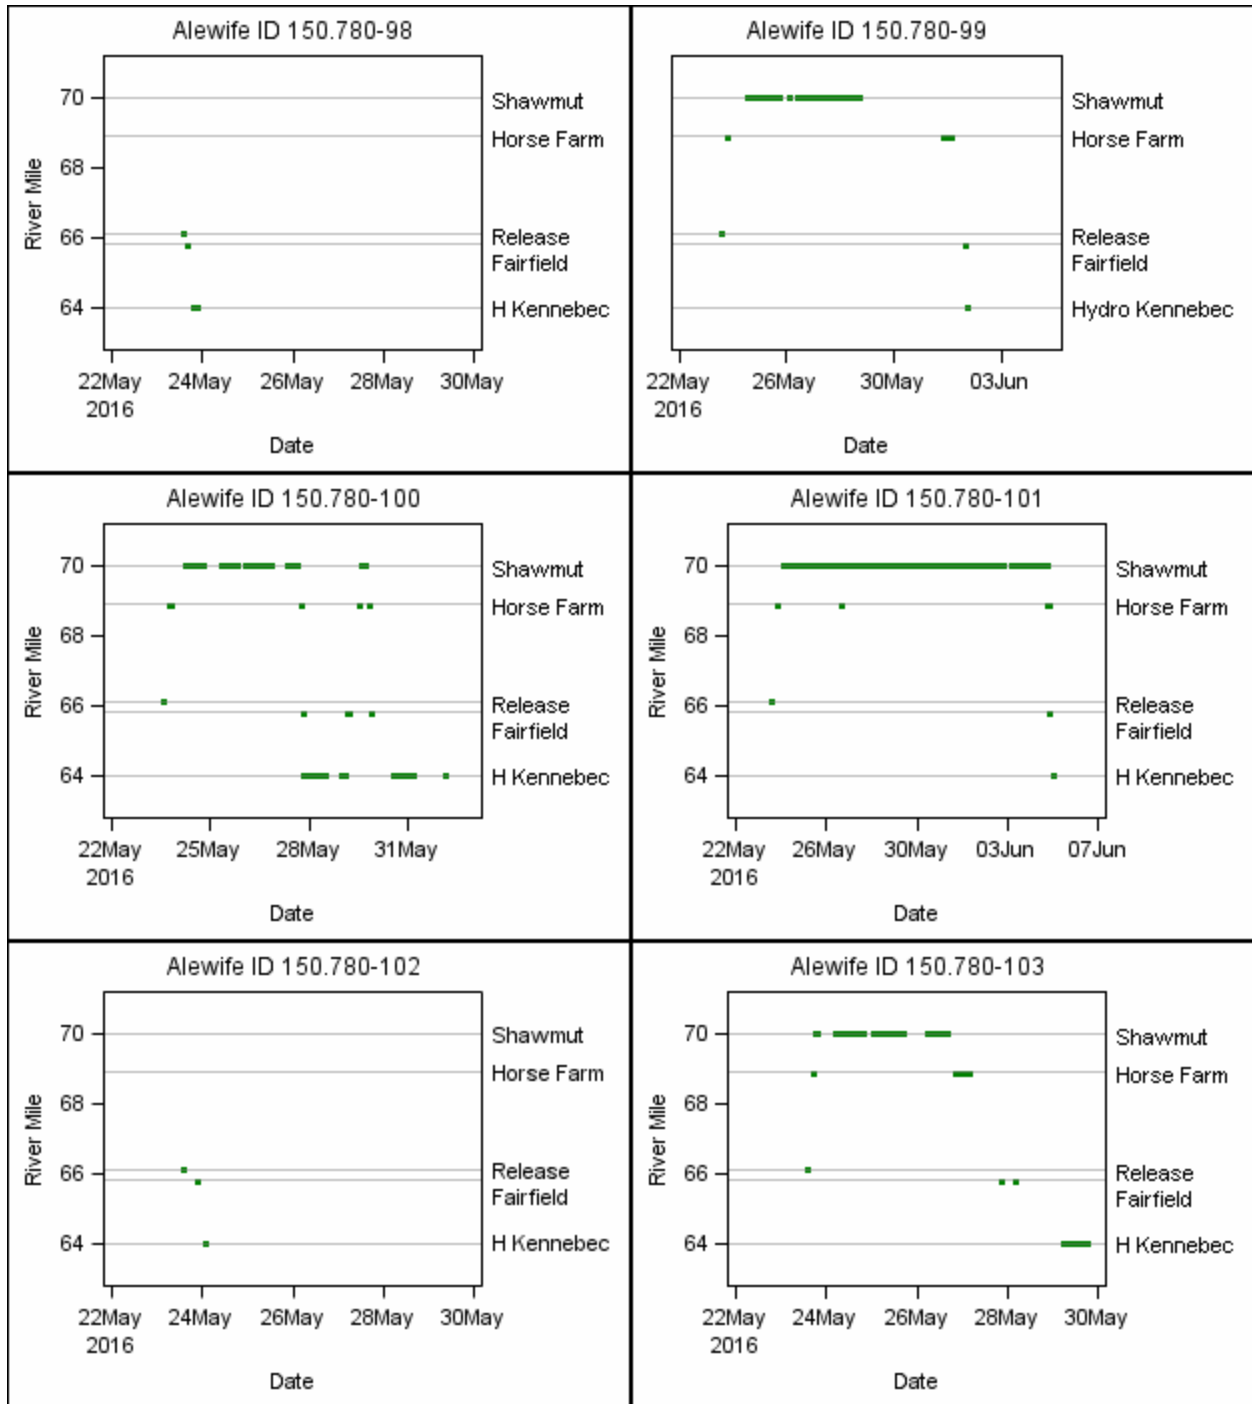 Alewife ID 150.780-98
70
68
66
64
River Mile
Shawmut
Horse Farm
Release
Fairfield
H Kennebec
22May 24May 26May 28May 30May
2016
Date
Alewife ID 150.780-99
Shawmut
Horse Farm
Release
Fairfield
Hydro Kennebec
22May 26May 30May 03Jun
2016
Date
Alewife ID 150.780-100
70
68
66
64
River Mile
Shawmut
Horse Farm
Release
Fairfield
H Kennebec
22May 25May 28May 31May
2016
Date
Alewife ID 150.780-101
70
68
66
64
River Mile
Shawmut
Horse Farm
Release
Fairfield
H Kennebec
22May 26May 30May 03Jun 07Jun
2016
Date
Alewife ID 150.780-102
70
68
66
64
River Mile
Shawmut
Horse Farm
Release
Fairfield
H Kennebec
22May 24May 26May 28May 30May
2016
Date
Alewife ID 150.780-103
70
68
66
64
River Mile
Shawmut
Horse Farm
Release
Fairfield
H Kennebec
22May 24May 26May 28May 30May
2016
Date